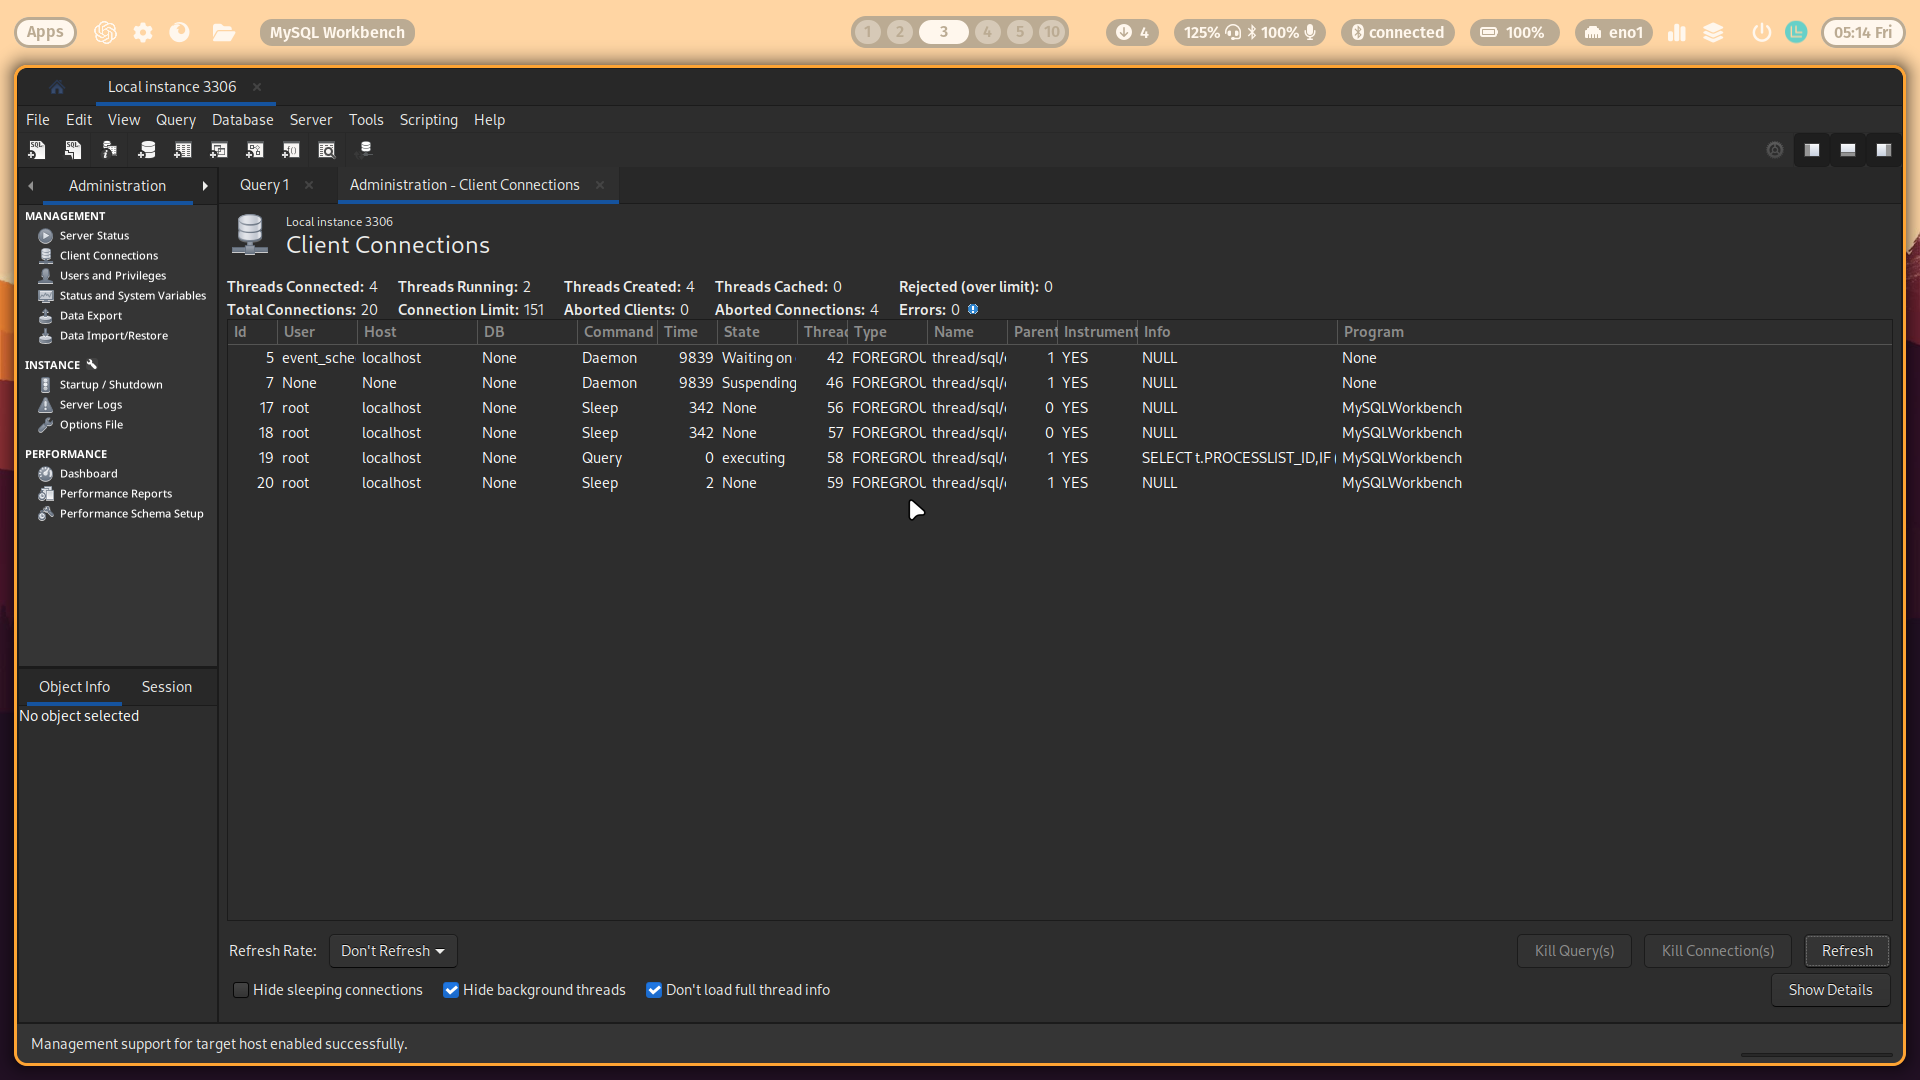 Apps MySQL Workbench 1 2 3 4 5 10 4 125% 100% connected 100% eno1 05:14 Fri
Local instance 3306
File Edit View Query Database Server Tools Scripting Help
Administration
Query 1
Administration - Client Connections
MANAGEMENT
Server Status
Client Connections
Users and Privileges
Status and System Variables
Data Export
Data Import/Restore
INSTANCE
Startup / Shutdown
Server Logs
Options File
PERFORMANCE
Dashboard
Performance Reports
Performance Schema Setup
Object Info Session
No object selected
Local instance 3306
Client Connections
Threads Connected: 4 Threads Running: 2 Threads Created: 4 Threads Cached: 0 Rejected (over limit): 0
Total Connections: 20 Connection Limit: 151 Aborted Clients: 0 Aborted Connections: 4 Errors: 0
Id User Host DB Command Time State Thread Type Name Parent Instrument Info Program
5 event_sche localhost None Daemon 9839 Waiting on 42 FOREGROU thread/sql/ 1 YES NULL None
7 None None None Daemon 9839 Suspending 46 FOREGROU thread/sql/ 1 YES NULL None
17 root localhost None Sleep 342 None 56 FOREGROU thread/sql/ 0 YES NULL MySQLWorkbench
18 root localhost None Sleep 342 None 57 FOREGROU thread/sql/ 0 YES NULL MySQLWorkbench
19 root localhost None Query 0 executing 58 FOREGROU thread/sql/ 1 YES SELECT t.PROCESSLIST_ID,IF ( MySQLWorkbench
20 root localhost None Sleep 2 None 59 FOREGROU thread/sql/ 1 YES NULL MySQLWorkbench
Refresh Rate: Don't Refresh Kill Query(s) Kill Connection(s) Refresh
Hide sleeping connections Hide background threads Don't load full thread info Show Details
Management support for target host enabled successfully.